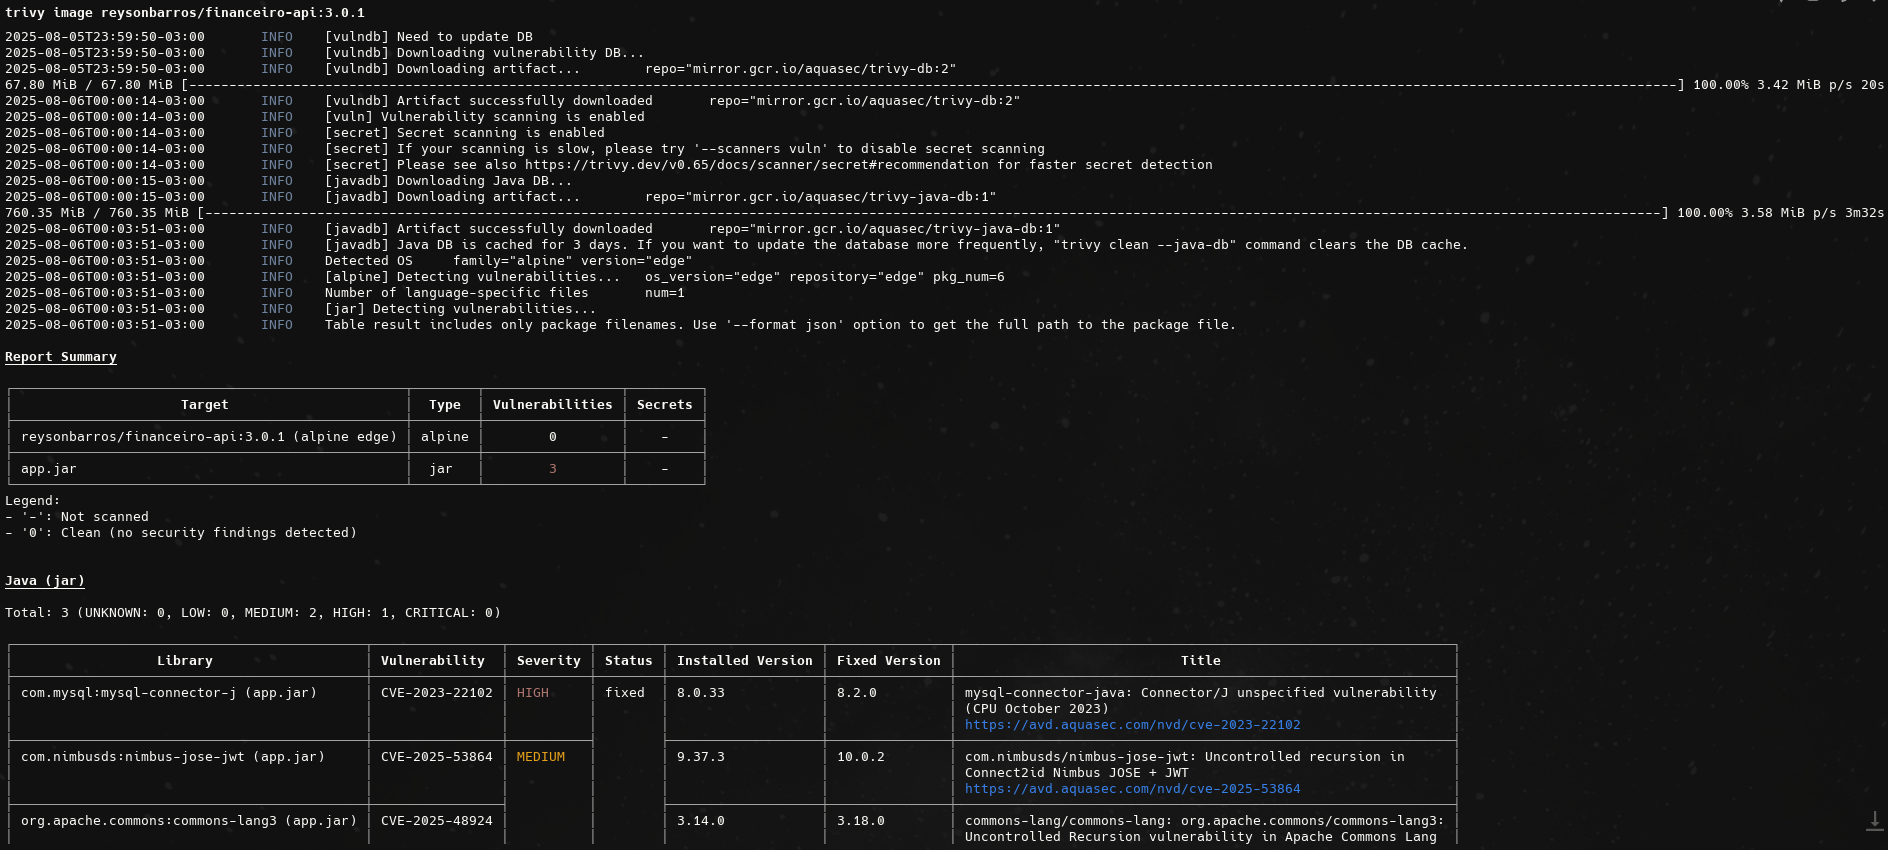 trivy image reysonbarros/financeiro-api:3.0.1
2025-08-05T23:59:50-03:00 INFO [vulndb] Need to update DB
2025-08-05T23:59:50-03:00 INFO [vulndb] Downloading vulnerability DB...
2025-08-05T23:59:50-03:00 INFO [vulndb] Downloading artifact... repo="mirror.gcr.io/aquasec/trivy-db:2"
67.80 MiB / 67.80 MiB [---------------------------------------------------------------] 100.00% 3.42 MiB p/s 20s
2025-08-06T00:00:14-03:00 INFO [vulndb] Artifact successfully downloaded repo="mirror.gcr.io/aquasec/trivy-db:2"
2025-08-06T00:00:14-03:00 INFO [vuln] Vulnerability scanning is enabled
2025-08-06T00:00:14-03:00 INFO [secret] Secret scanning is enabled
2025-08-06T00:00:14-03:00 INFO [secret] If your scanning is slow, please try '--scanners vuln' to disable secret scanning
2025-08-06T00:00:14-03:00 INFO [secret] Please see also https://trivy.dev/v0.65/docs/scanner/secret#recommendation for faster secret detection
2025-08-06T00:00:15-03:00 INFO [javadb] Downloading Java DB...
2025-08-06T00:00:15-03:00 INFO [javadb] Downloading artifact... repo="mirror.gcr.io/aquasec/trivy-java-db:1"
760.35 MiB / 760.35 MiB [---------------------------------------------------------------] 100.00% 3.58 MiB p/s 3m32s
2025-08-06T00:03:51-03:00 INFO [javadb] Artifact successfully downloaded repo="mirror.gcr.io/aquasec/trivy-java-db:1"
2025-08-06T00:03:51-03:00 INFO [javadb] Java DB is cached for 3 days. If you want to update the database more frequently, "trivy clean --java-db" command clears the DB cache.
2025-08-06T00:03:51-03:00 INFO Detected OS family="alpine" version="edge"
2025-08-06T00:03:51-03:00 INFO [alpine] Detecting vulnerabilities... os_version="edge" repository="edge" pkg_num=6
2025-08-06T00:03:51-03:00 INFO Number of language-specific files num=1
2025-08-06T00:03:51-03:00 INFO [jar] Detecting vulnerabilities...
2025-08-06T00:03:51-03:00 INFO Table result includes only package filenames. Use '--format json' option to get the full path to the package file.
Report Summary
Target Type Vulnerabilities Secrets
reysonbarros/financeiro-api:3.0.1 (alpine edge) alpine 0 -
app.jar jar 3 -
Legend:
- '-': Not scanned
- '0': Clean (no security findings detected)
Java (jar)
Total: 3 (UNKNOWN: 0, LOW: 0, MEDIUM: 2, HIGH: 1, CRITICAL: 0)
Library Vulnerability Severity Status Installed Version Fixed Version Title
com.mysql:mysql-connector-j (app.jar) CVE-2023-22102 HIGH fixed 8.0.33 8.2.0 mysql-connector-java: Connector/J unspecified vulnerability
(CPU October 2023)
https://avd.aquasec.com/nvd/cve-2023-22102
com.nimbusds:nimbus-jose-jwt (app.jar) CVE-2025-53864 MEDIUM 9.37.3 10.0.2 com.nimbusds/nimbus-jose-jwt: Uncontrolled recursion in
Connect2id Nimbus JOSE + JWT
https://avd.aquasec.com/nvd/cve-2025-53864
org.apache.commons:commons-lang3 (app.jar) CVE-2025-48924 3.14.0 3.18.0 commons-lang/commons-lang: org.apache.commons/commons-lang3:
Uncontrolled Recursion vulnerability in Apache Commons Lang